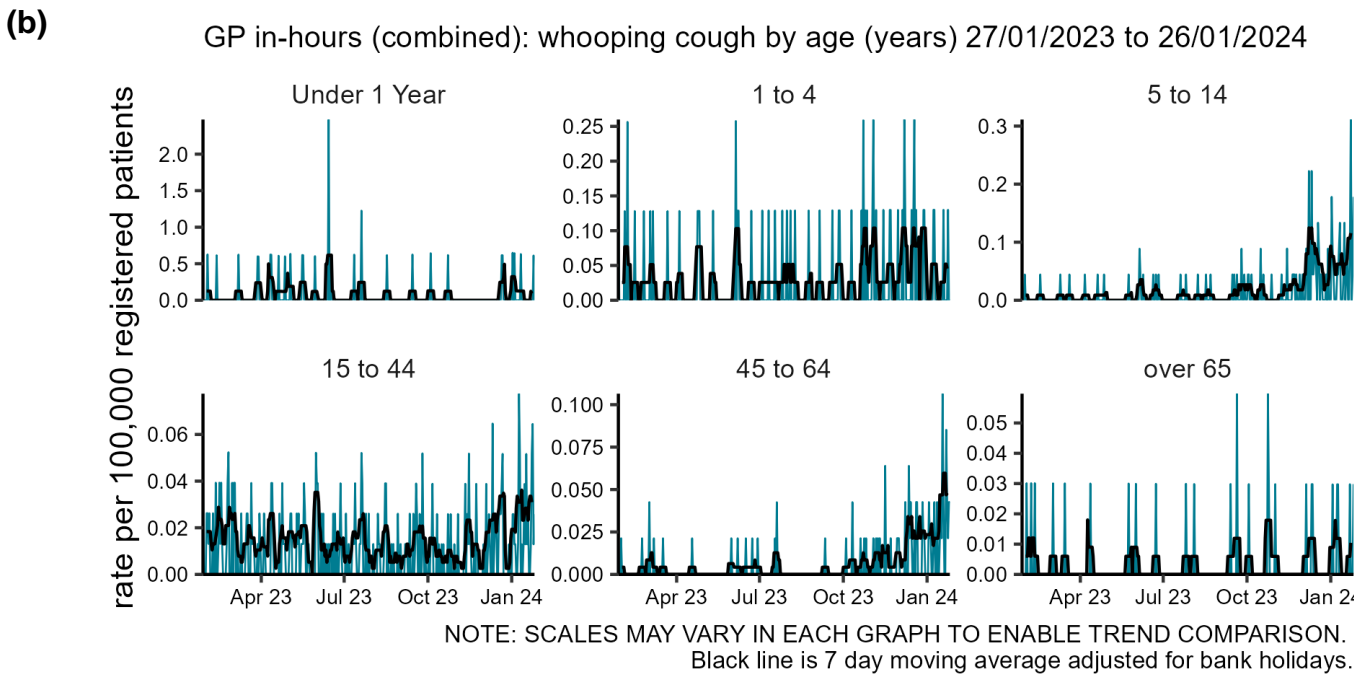 (b)
GP in-hours (combined): whooping cough by age (years) 27/01/2023 to 26/01/2024
rate per 100,000 registered patients
Under 1 Year
2.0
1.5
1.0
0.5
0.0
1 to 4
0.25
0.20
0.15
0.10
0.05
0.00
5 to 14
0.3
0.2
0.1
0.0
15 to 44
0.06
0.04
0.02
0.00
Apr 23 Jul 23 Oct 23 Jan 24
45 to 64
0.100
0.075
0.050
0.025
0.000
Apr 23 Jul 23 Oct 23 Jan 24
over 65
0.05
0.04
0.03
0.02
0.01
0.00
Apr 23 Jul 23 Oct 23 Jan 24
NOTE: SCALES MAY VARY IN EACH GRAPH TO ENABLE TREND COMPARISON.
Black line is 7 day moving average adjusted for bank holidays.